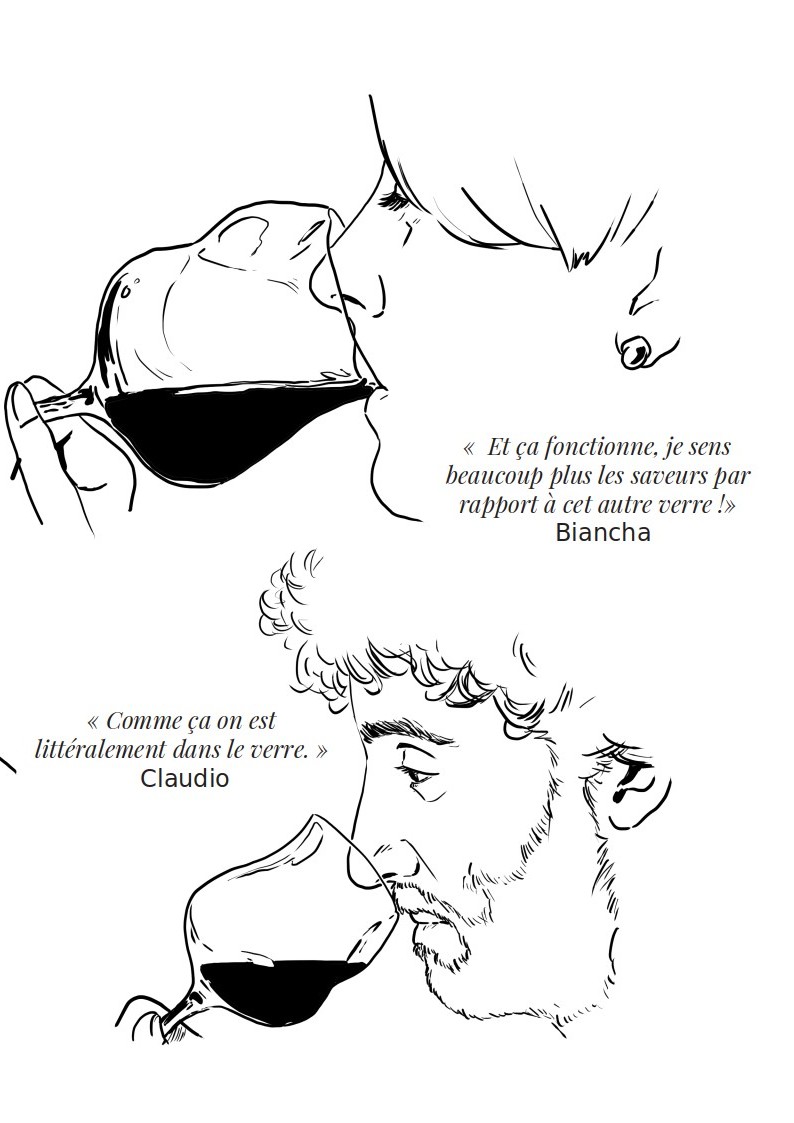 «  Et ça fonctionne, je sens
beaucoup plus les saveurs par
rapport à cet autre verre !»
Biancha
« Comme ça on est
littéralement dans le verre. »
Claudio